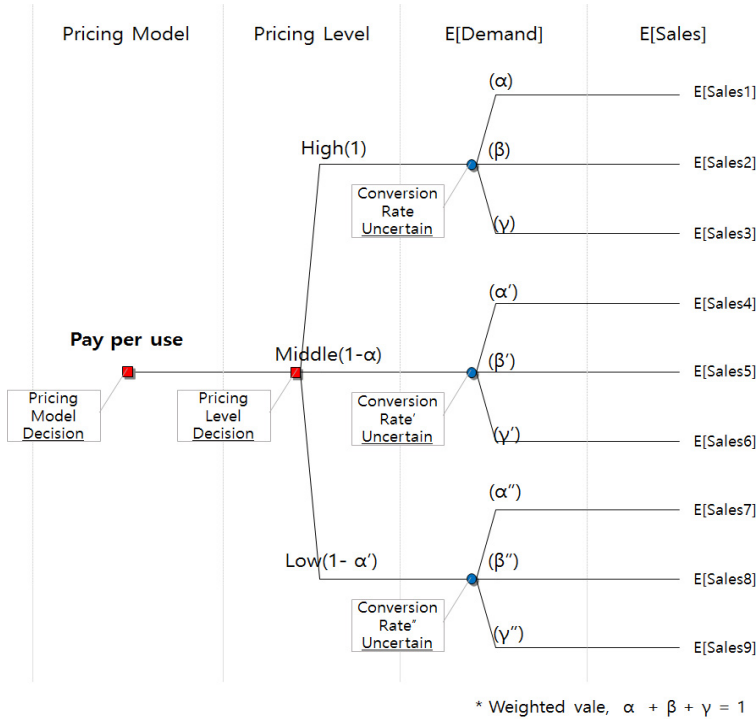 Pricing Model
Pricing Level
E[Demand]
E[Sales]
(α)
E[Sales1]
High(1)
(β)
E[Sales2]
Conversion
Rate
Uncertain
(γ)
E[Sales3]
(α′)
E[Sales4]
Pay per use
Middle(1-α)
(β′)
E[Sales5]
Pricing
Model
Decision
Pricing
Level
Decision
Conversion
Rate′
Uncertain
(γ′)
E[Sales6]
(α″)
E[Sales7]
Low(1- α′)
(β″)
E[Sales8]
Conversion
Rate″
Uncertain
(γ″)
E[Sales9]
* Weighted vale, α + β + γ = 1